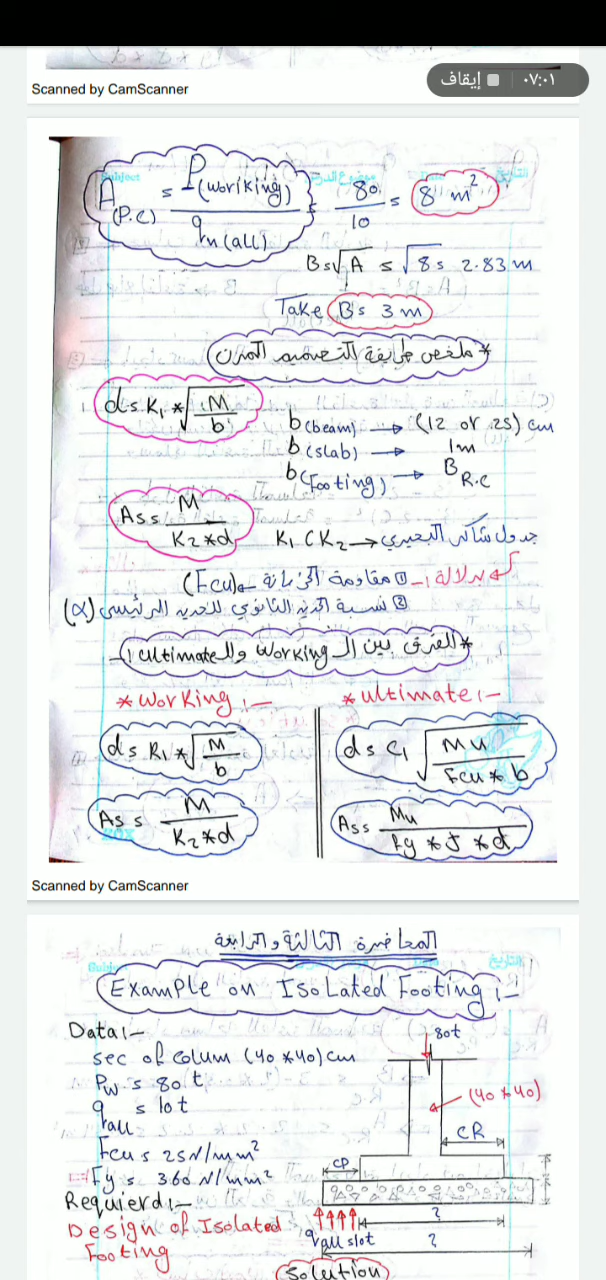 Scanned by CamScanner
إيقاف ٠٧:٠١
A (P.C) = P(working) / q n(all) = 80 / 10 = 8 m²
B = √A = √8 = 2.83 m
Take B = 3 m
* ملخص طريقة التصميم المرن
d = K1 * √(M / b)
b (beam) → (12 or 25) cm
b (slab) → 1m
b (Footing) → B R.C
As = M / (K2 * d)
K1 ( K2 → جدول شاكر البحيري
بدلالة :- ① مقاومة الخرسانة (Fcu)
② نسبة الحديد الثانوي للحديد الرئيسي (α)
* الفرق بين الـ working والـ ultimate :-
* working :-
* ultimate :-
d = K1 * √(M / b)
d = C1 √(Mu / (Fcu * b))
As = M / (K2 * d)
As = Mu / (fy * J * d)
Scanned by CamScanner
المحاضرة الثالثة والرابعة
Example on Isolated Footing :-
Data :-
sec of colum (40 * 40) cm
Pw = 80 t
q all = 10t
Fcu = 25 N/mm²
Fy = 360 N/mm²
Requierd :-
Design of Isolated
Footing
80t
(40 * 40)
CR
CP
?
q all = 10t
?
Solution